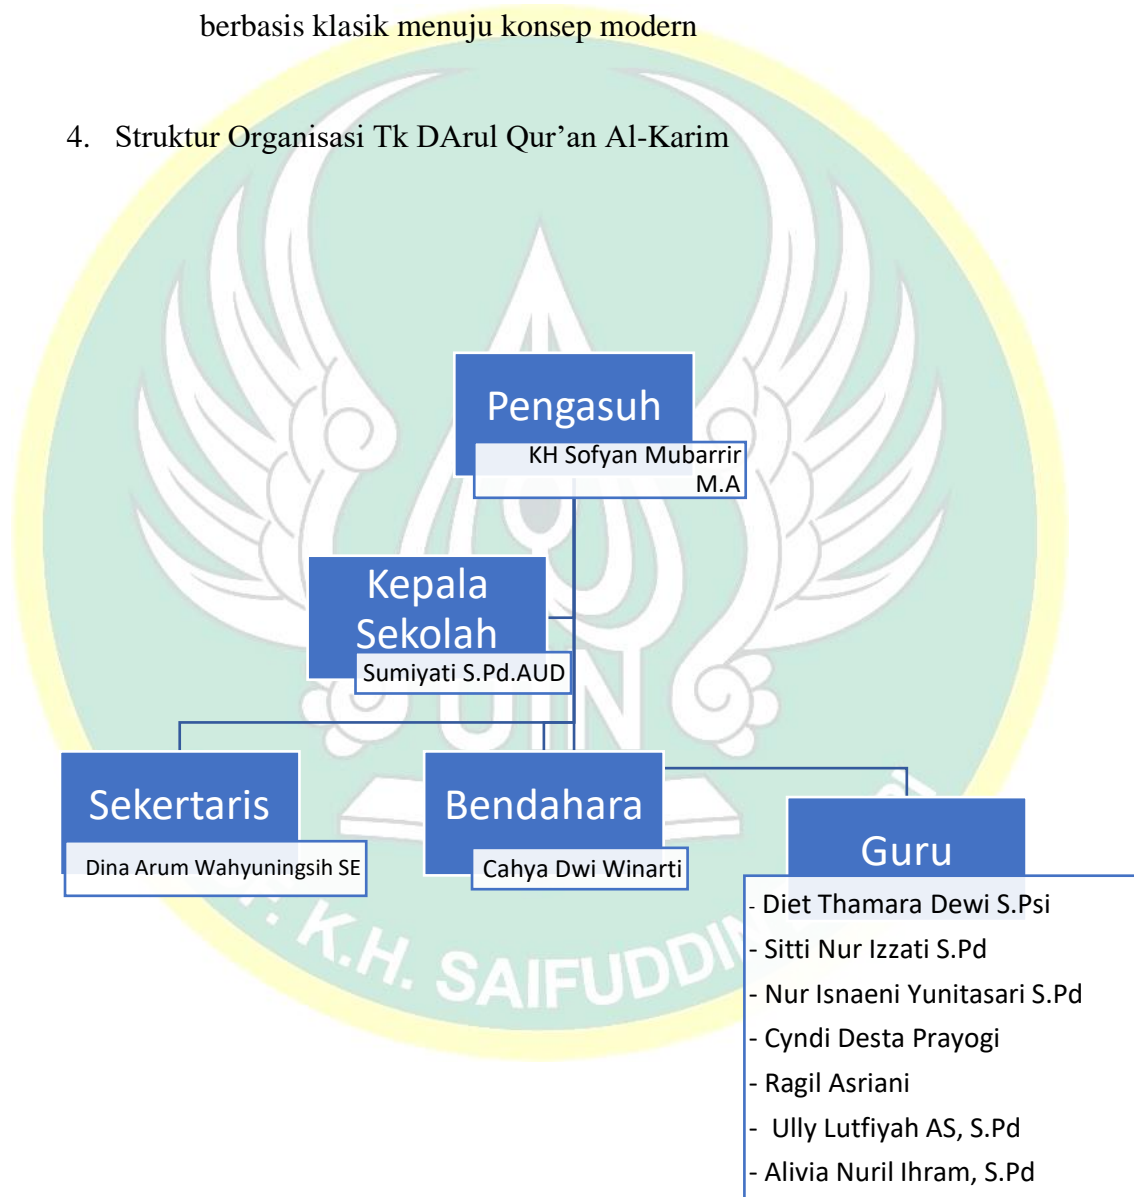 berbasis klasik menuju konsep modern
4. Struktur Organisasi Tk DArul Qur’an Al-Karim
Pengasuh
KH Sofyan Mubarrir
M.A
Kepala
Sekolah
Sumiyati S.Pd.AUD
UIN
Sekertaris
Dina Arum Wahyuningsih SE
Bendahara
Cahya Dwi Winarti
Guru
- Diet Thamara Dewi S.Psi
- Sitti Nur Izzati S.Pd
- Nur Isnaeni Yunitasari S.Pd
- Cyndi Desta Prayogi
- Ragil Asriani
- Ully Lutfiyah AS, S.Pd
- Alivia Nuril Ihram, S.Pd
K.H. SAIFUDDIN